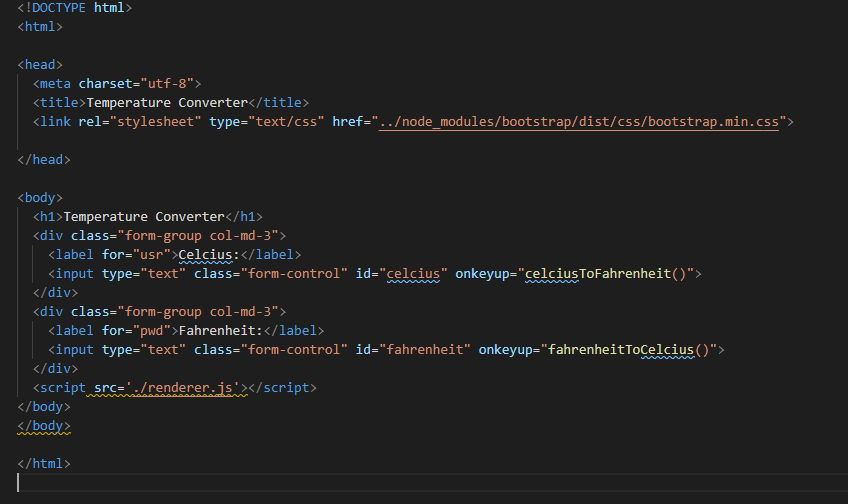 <!DOCTYPE html>
<html>
<head>
<meta charset="utf-8">
<title>Temperature Converter</title>
<link rel="stylesheet" type="text/css" href="../node_modules/bootstrap/dist/css/bootstrap.min.css">
</head>
<body>
<h1>Temperature Converter</h1>
<div class="form-group col-md-3">
<label for="usr">Celcius:</label>
<input type="text" class="form-control" id="celcius" onkeyup="celciusToFahrenheit()">
</div>
<div class="form-group col-md-3">
<label for="pwd">Fahrenheit:</label>
<input type="text" class="form-control" id="fahrenheit" onkeyup="fahrenheitToCelcius()">
</div>
<script src='./renderer.js'></script>
</body>
</body>
</html>